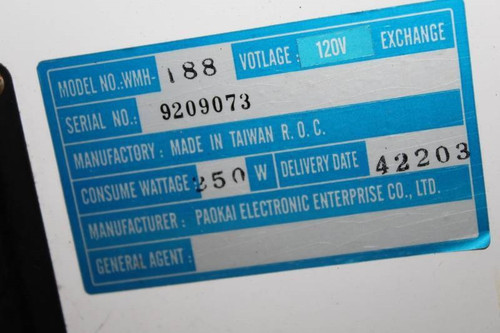 MODEL NO.:WMH-188 VOTLAGE: 120V EXCHANGE
SERIAL NO.: 9209073
MANUFACTORY: MADE IN TAIWAN R.O.C.
CONSUME WATTAGE: 250 W DELIVERY DATE 42203
MANUFACTURER: PAOKAI ELECTRONIC ENTERPRISE CO., LTD.
GENERAL AGENT: